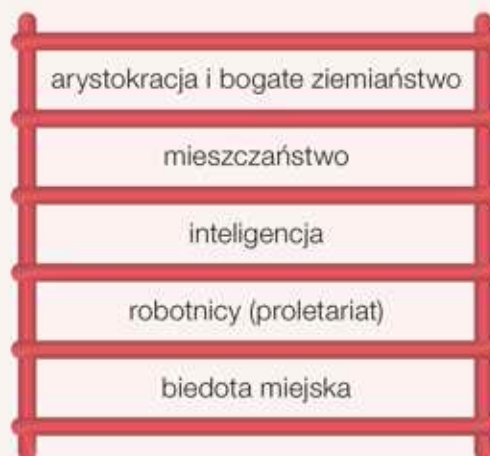 arystokracja i bogate ziemiaństwo
mieszczaństwo
inteligencja
robotnicy (proletariat)
biedota miejska